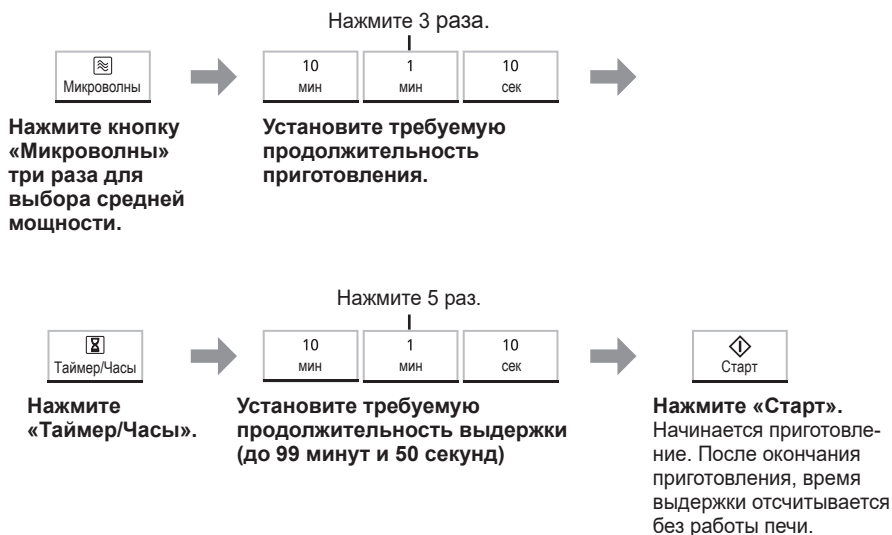 Нажмите 3 раза.
Микроволны
10
мин
1
мин
10
сек
Нажмите кнопку
«Микроволны»
три раза для
выбора средней
мощности.
Установите требуемую
продолжительность
приготовления.
Нажмите 5 раз.
Таймер/Часы
10
мин
1
мин
10
сек
Старт
Нажмите
«Таймер/Часы».
Установите требуемую
продолжительность выдержки
(до 99 минут и 50 секунд)
Нажмите «Старт».
Начинается приготовле-
ние. После окончания
приготовления, время
выдержки отсчитывается
без работы печи.